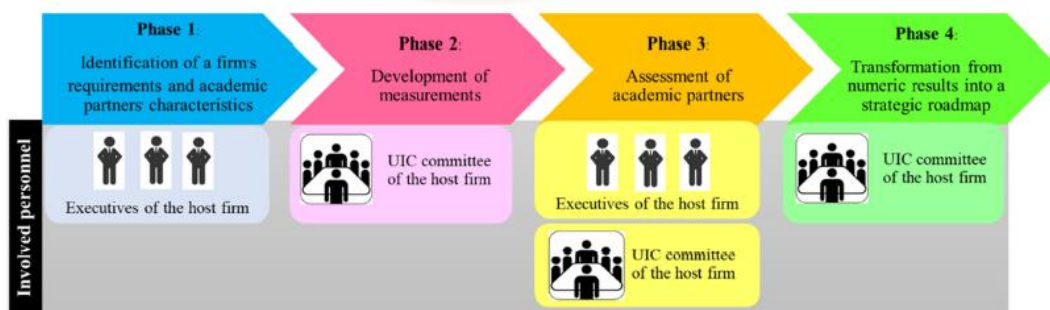 Phase 1:
Identification of a firm's
requirements and academic
partners' characteristics
Phase 2:
Development of
measurements
Phase 3:
Assessment of
academic partners
Phase 4:
Transformation from
numeric results into a
strategic roadmap
Involved personnel
Executives of the host firm
UIC committee
of the host firm
Executives of the host firm
UIC committee
of the host firm
UIC committee
of the host firm